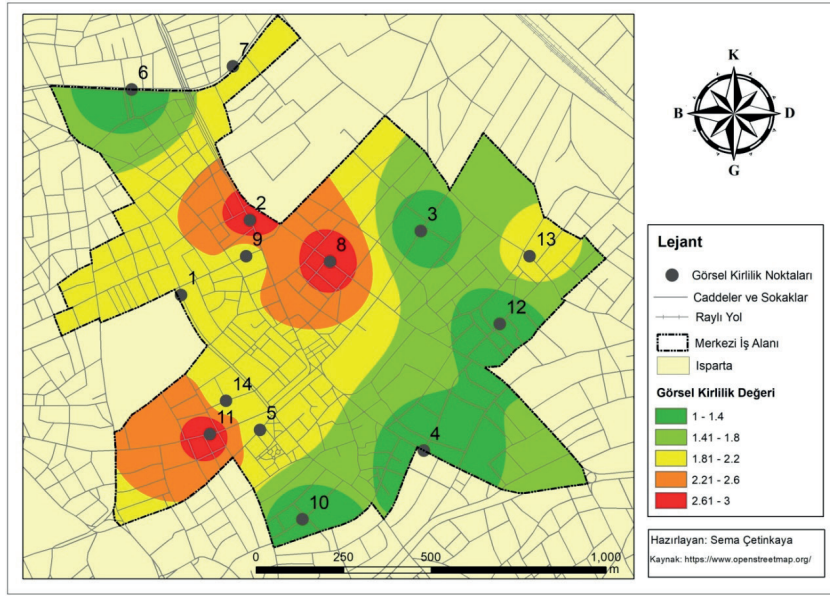 7
6
2
3
9
8
13
1
12
14
11
5
4
10
0 250 500 1,000
m
K
B D
G
Lejant
Görsel Kirlilik Noktaları
Caddeler ve Sokaklar
Raylı Yol
Merkezi İş Alanı
Isparta
Görsel Kirlilik Değeri
1 - 1.4
1.41 - 1.8
1.81 - 2.2
2.21 - 2.6
2.61 - 3
Hazırlayan: Sema Çetinkaya
Kaynak: https://www.openstreetmap.org/